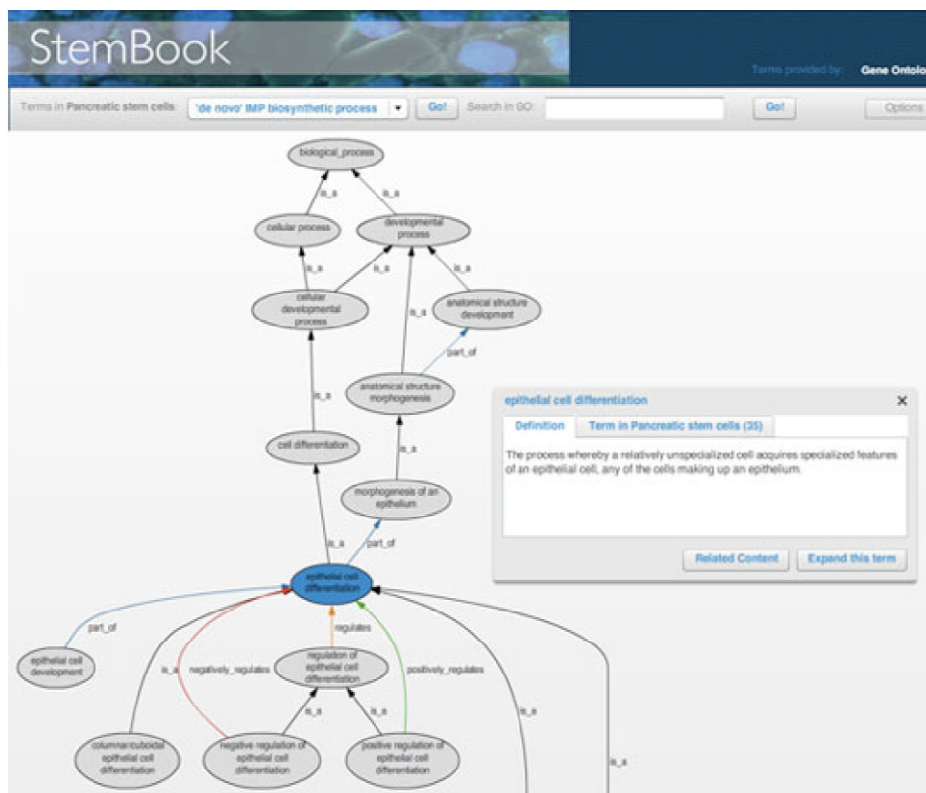 StemBook
Terms provided by: Gene Ontolo
Terms in Pancreatic stem cells: 'de novo' IMP biosynthetic process Go! Search in GO: Go! Options
biological_process
is_a
is_a
cellular process
developmental
process
is_a
is_a
is_a
cellular
developmental
process
anatomical structure
development
is_a
part_of
anatomical structure
morphogenesis
is_a
cell differentiation
is_a
morphogenesis of an
epithelium
is_a
part_of
epithelial cell differentiation
Definition Term in Pancreatic stem cells (35)
The process whereby a relatively unspecialized cell acquires specialized features
of an epithelial cell, any of the cells making up an epithelium.
Related Content Expand this term
epithelial cell
differentiation
part_of
regulates
epithelial cell
development
is_a
negatively_regulates
regulation of
epithelial cell
differentiation
positively_regulates
is_a
is_a
is_a
columnar/cuboidal
epithelial cell
differentiation
negative regulation of
epithelial cell
differentiation
positive regulation of
epithelial cell
differentiation
is_a